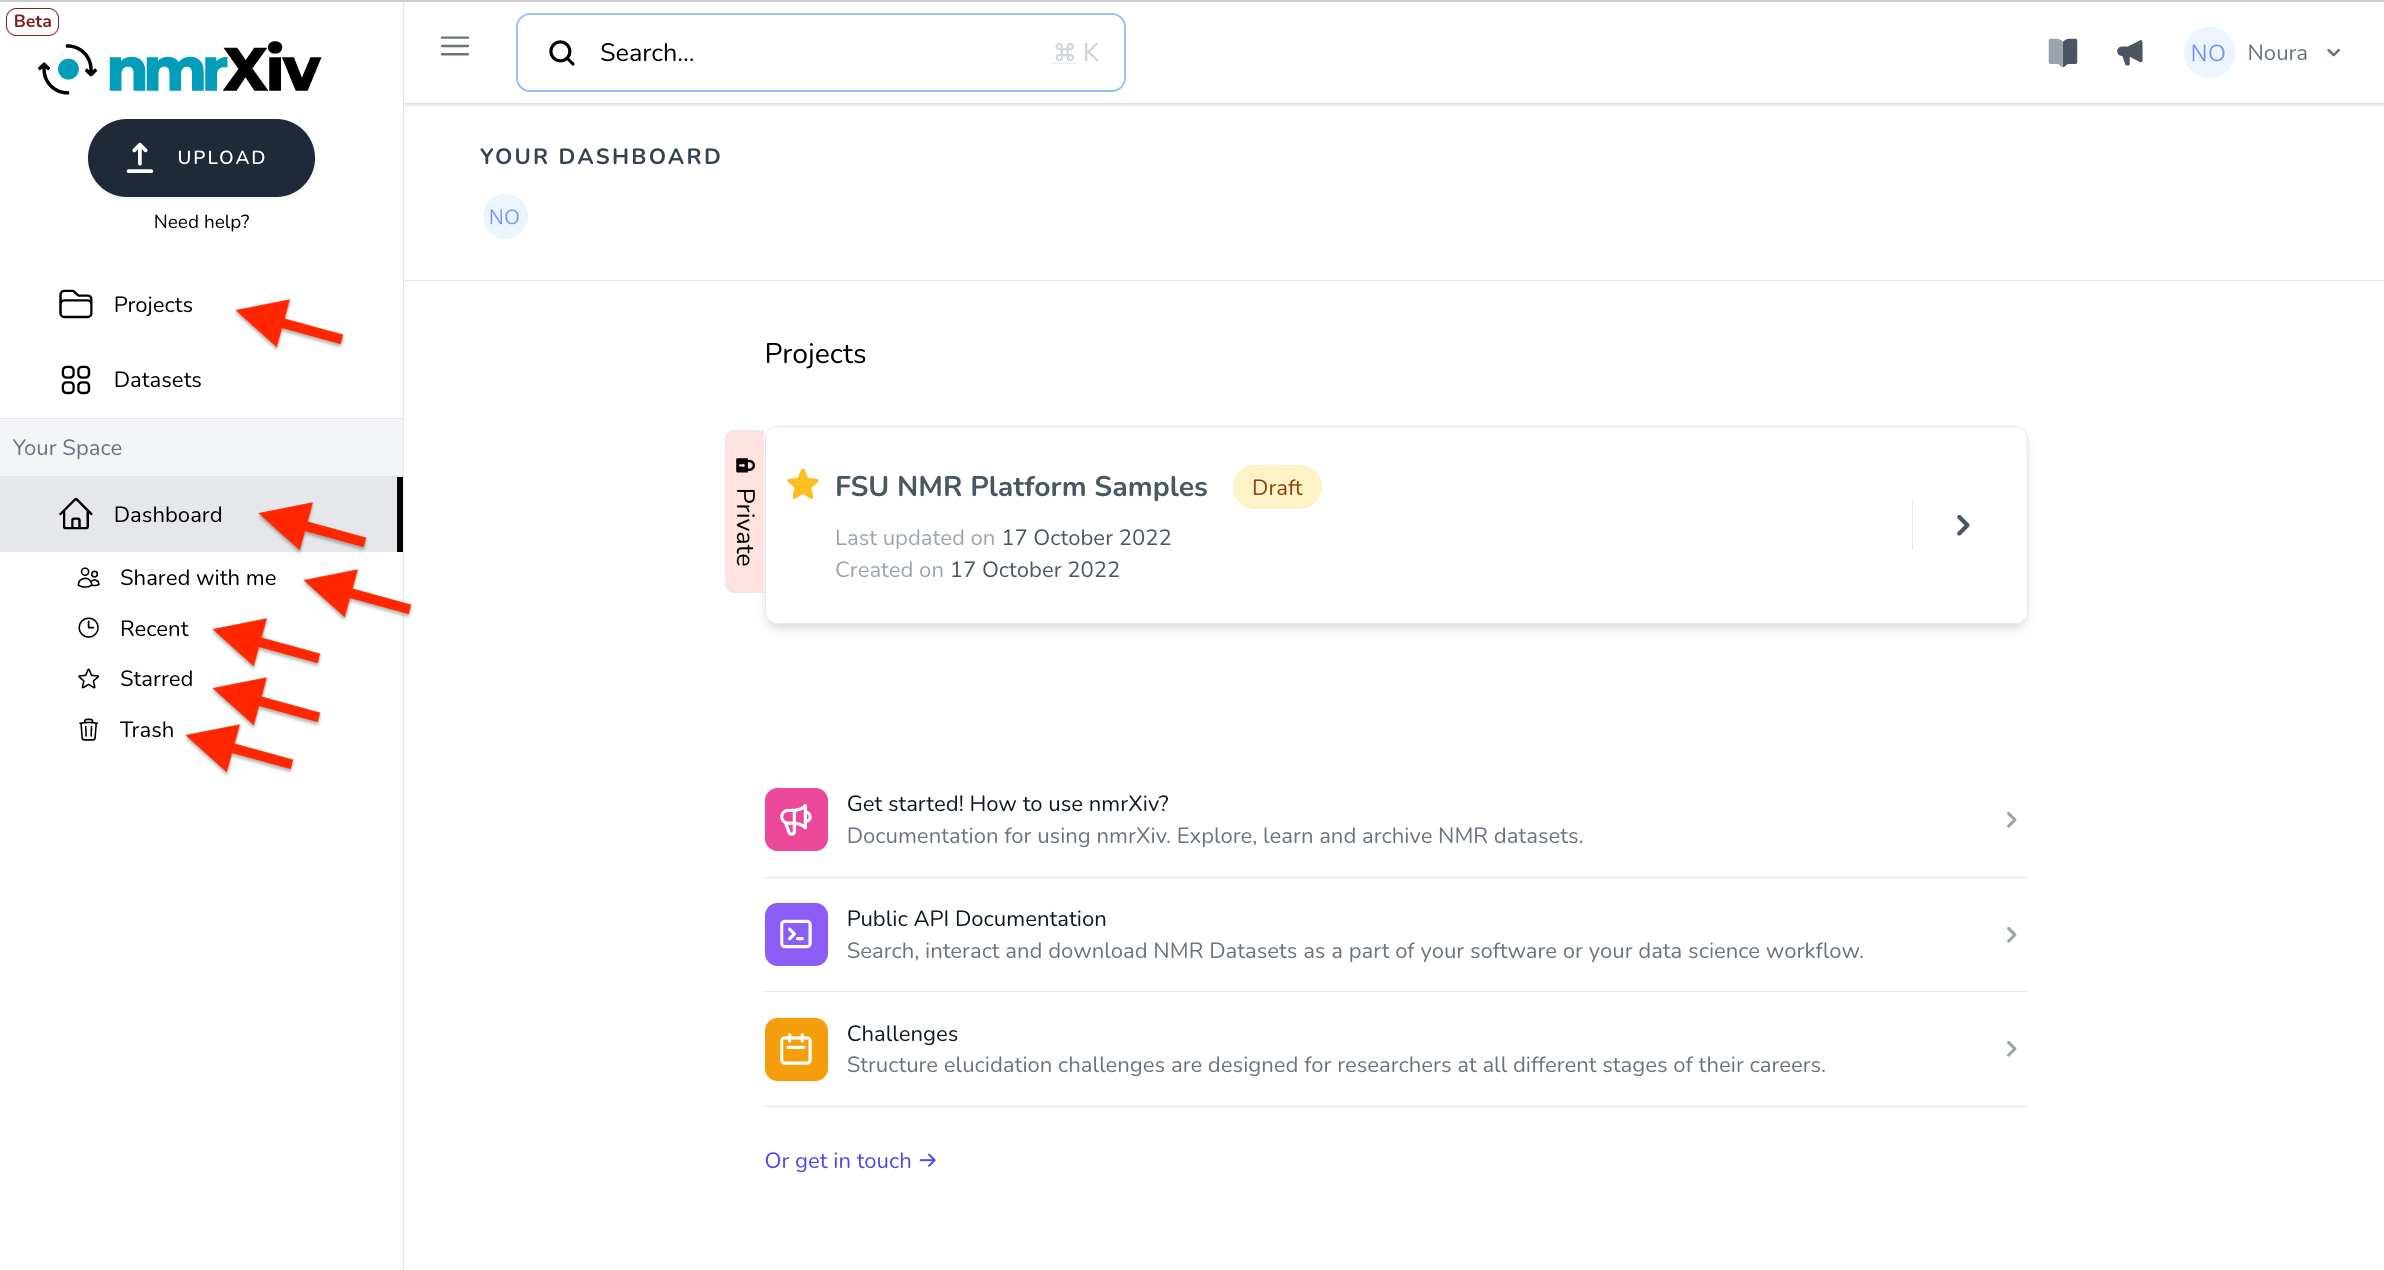 Beta
nmrXiv
UPLOAD
Need help?
Projects
Datasets
Your Space
Dashboard
Shared with me
Recent
Starred
Trash
Search...
⌘ K
NO
Noura
YOUR DASHBOARD
NO
Projects
Private
FSU NMR Platform Samples
Draft
Last updated on 17 October 2022
Created on 17 October 2022
Get started! How to use nmrXiv?
Documentation for using nmrXiv. Explore, learn and archive NMR datasets.
Public API Documentation
Search, interact and download NMR Datasets as a part of your software or your data science workflow.
Challenges
Structure elucidation challenges are designed for researchers at all different stages of their careers.
Or get in touch →